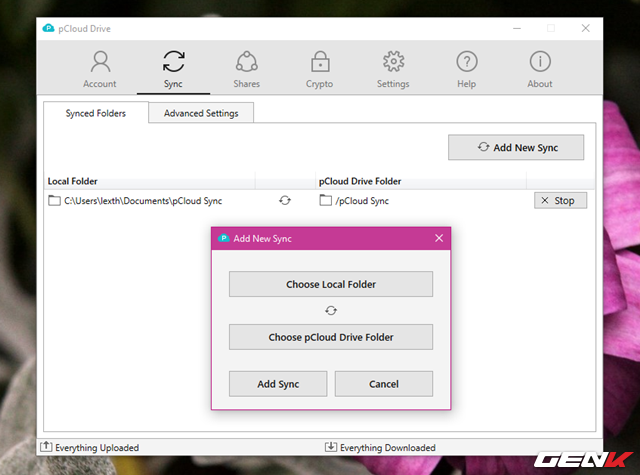 pCloud Drive
Account Sync Shares Crypto Settings Help About
Synced Folders Advanced Settings
Add New Sync
Local Folder pCloud Drive Folder
C:\Users\lexth\Documents\pCloud Sync /pCloud Sync Stop
Add New Sync
Choose Local Folder
Choose pCloud Drive Folder
Add Sync Cancel
Everything Uploaded Everything Downloaded
GENK